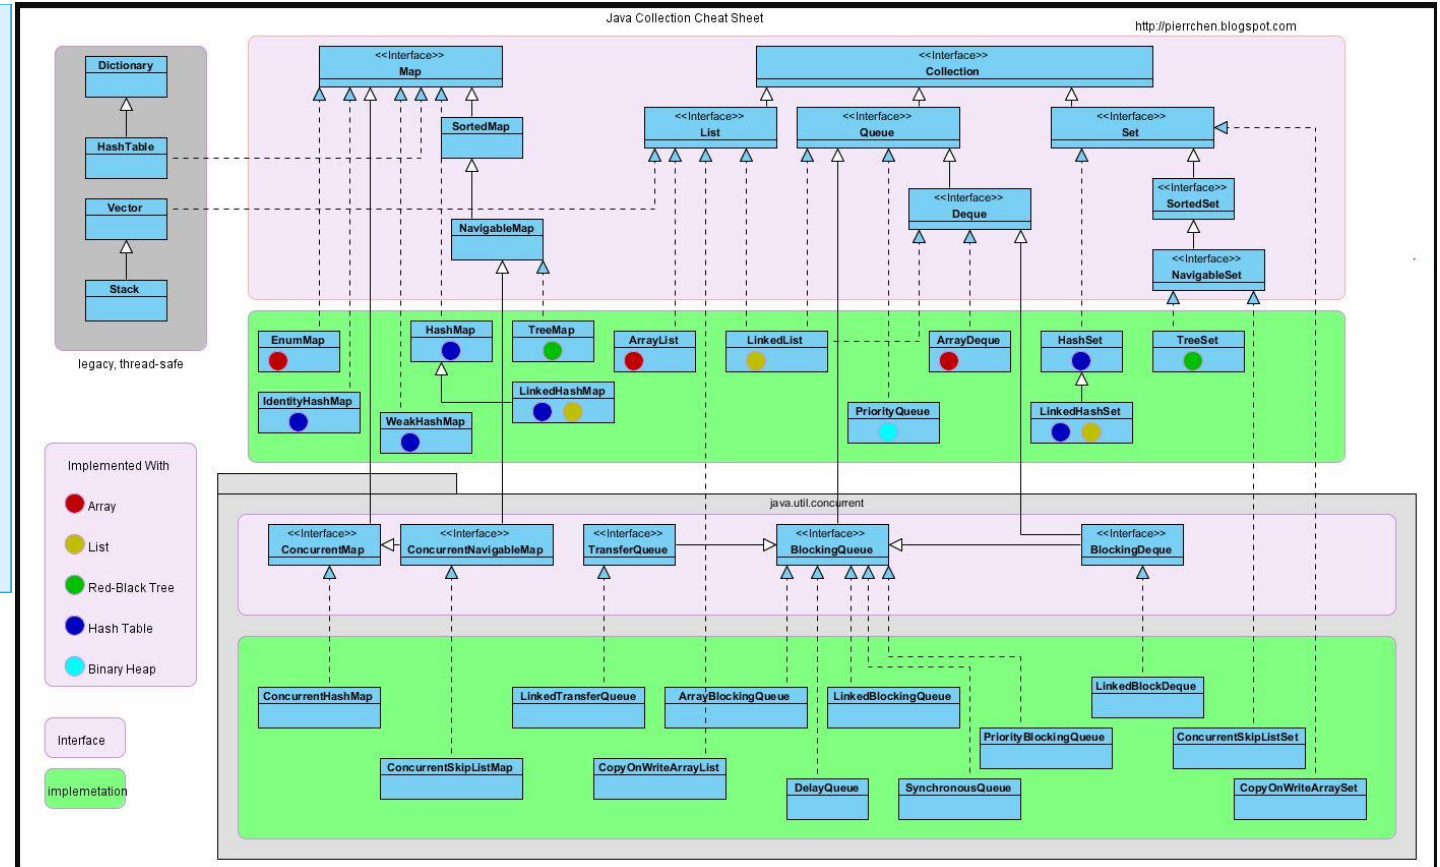 Java Collection Cheat Sheet
http://pierrchen.blogspot.com
Dictionary
HashTable
Vector
Stack
legacy, thread-safe
<<Interface>>
Map
<<Interface>>
Collection
SortedMap
<<Interface>>
List
<<Interface>>
Queue
<<Interface>>
Set
NavigableMap
<<Interface>>
Deque
<<Interface>>
SortedSet
<<Interface>>
NavigableSet
EnumMap
HashMap
TreeMap
ArrayList
LinkedList
ArrayDeque
HashSet
TreeSet
IdentityHashMap
WeakHashMap
LinkedHashMap
PriorityQueue
LinkedHashSet
Implemented With
Array
List
Red-Black Tree
Hash Table
Binary Heap
Interface
implemetation
java.util.concurrent
<<Interface>>
ConcurrentMap
<<Interface>>
ConcurrentNavigableMap
<<Interface>>
TransferQueue
<<Interface>>
BlockingQueue
<<Interface>>
BlockingDeque
ConcurrentHashMap
LinkedTransferQueue
ArrayBlockingQueue
LinkedBlockingQueue
LinkedBlockDeque
PriorityBlockingQueue
ConcurrentSkipListSet
ConcurrentSkipListMap
CopyOnWriteArrayList
DelayQueue
SynchronousQueue
CopyOnWriteArraySet